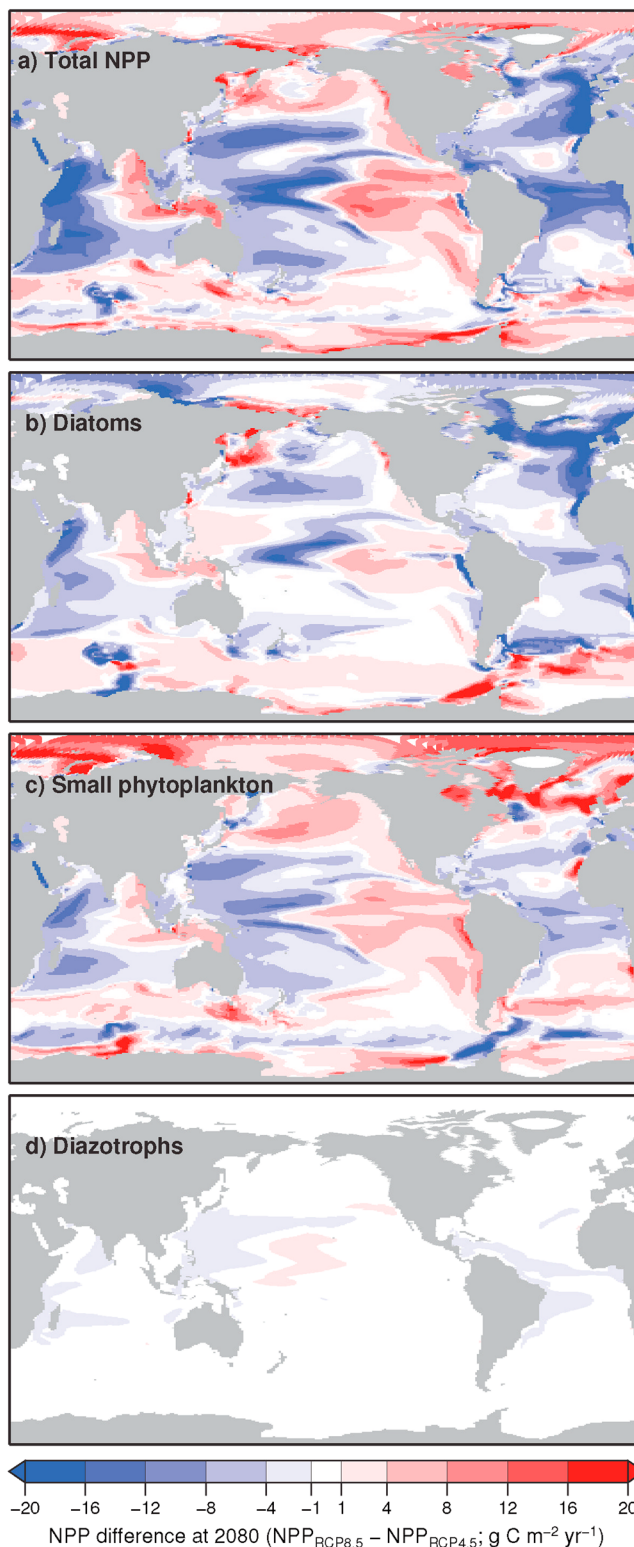 a) Total NPP
b) Diatoms
c) Small phytoplankton
d) Diazotrophs
−20 −16 −12 −8 −4 −1 1 4 8 12 16 20
NPP difference at 2080 (NPPRCP8.5 − NPPRCP4.5; g C m−2 yr−1)